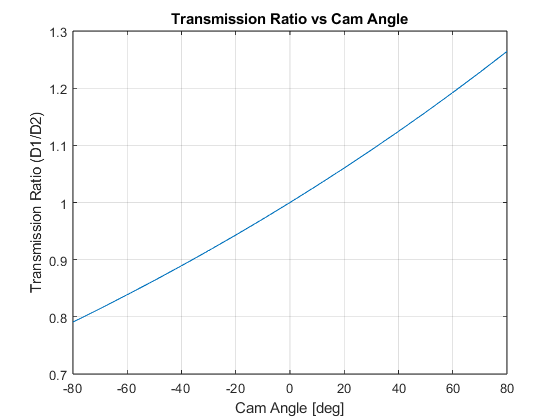 Transmission Ratio vs Cam Angle
1.3
1.2
1.1
1
0.9
0.8
0.7
Transmission Ratio (D1/D2)
-80 -60 -40 -20 0 20 40 60 80
Cam Angle [deg]